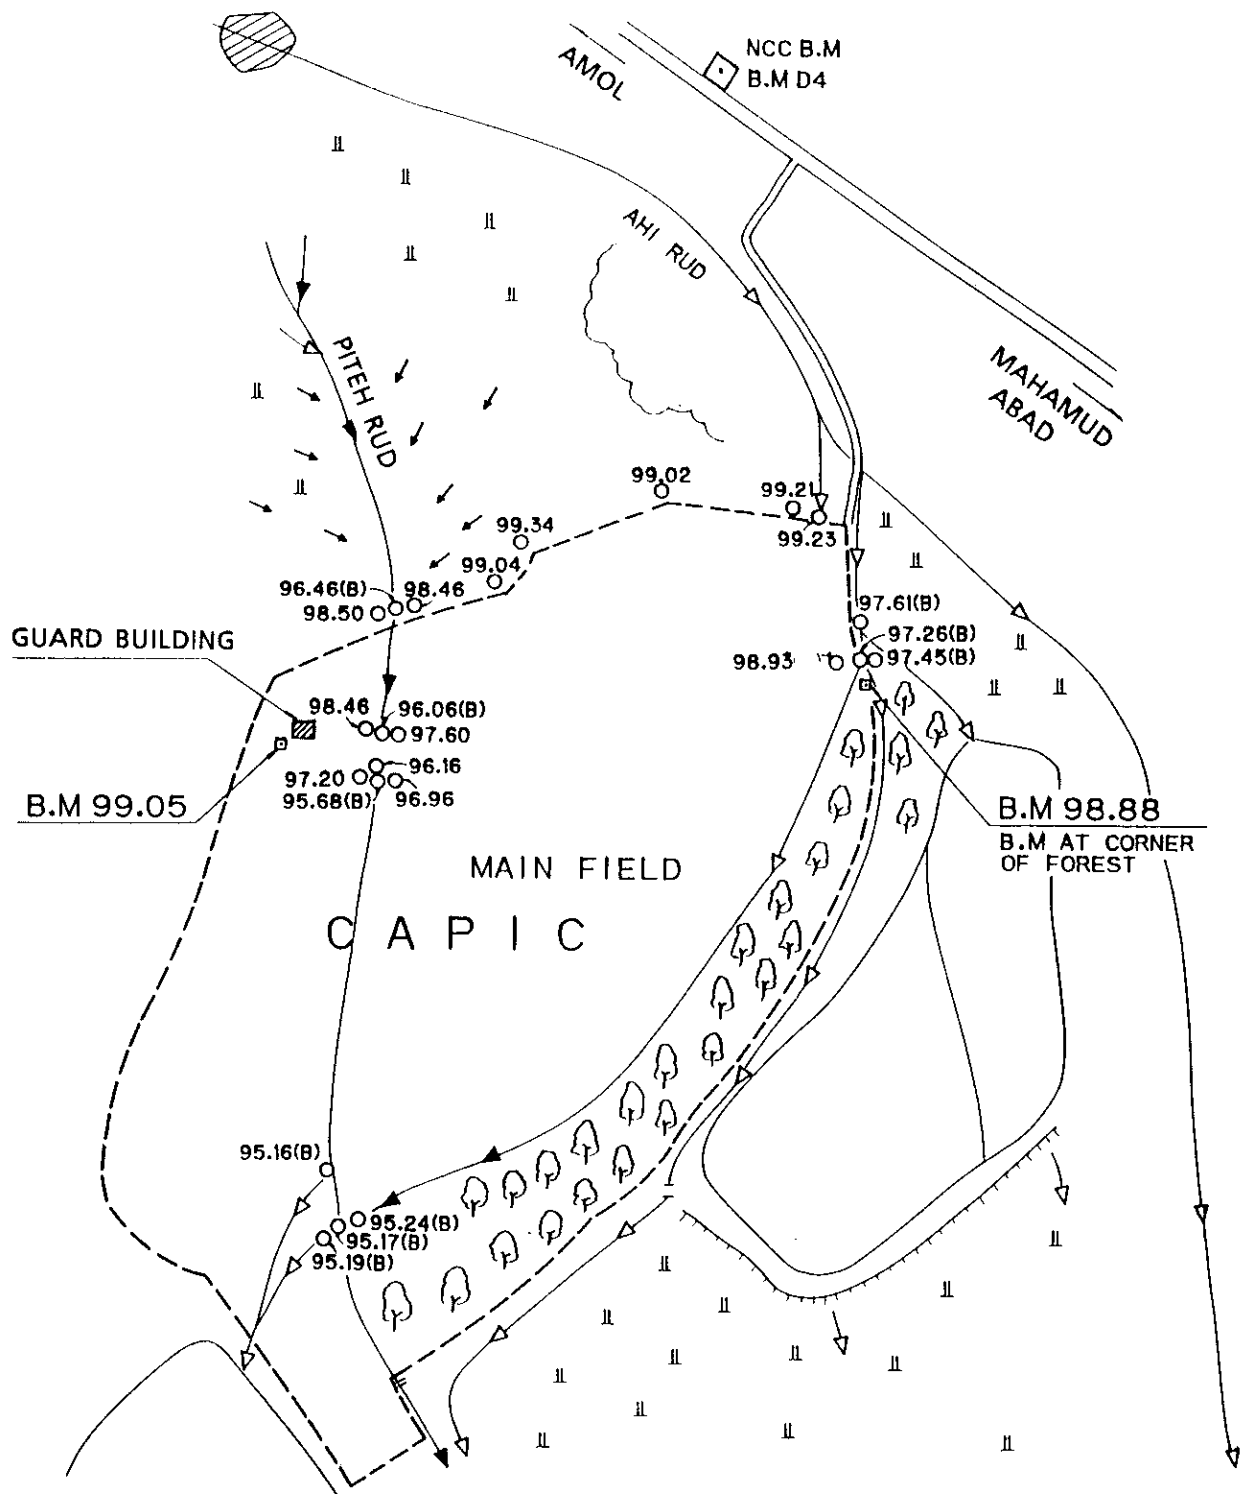 NCC B.M
B.M D4
AMOL
AHI RUD
MAHAMUD
ABAD
PITEH RUD
99.02
99.21
99.23
99.34
99.04
96.46(B)
98.46
98.50
97.61(B)
97.26(B)
98.93
97.45(B)
GUARD BUILDING
98.46
96.06(B)
97.60
96.16
97.20
95.68(B)
96.96
B.M 99.05
B.M 98.88
B.M AT CORNER
OF FOREST
MAIN FIELD
CAPIC
95.16(B)
95.24(B)
95.17(B)
95.19(B)